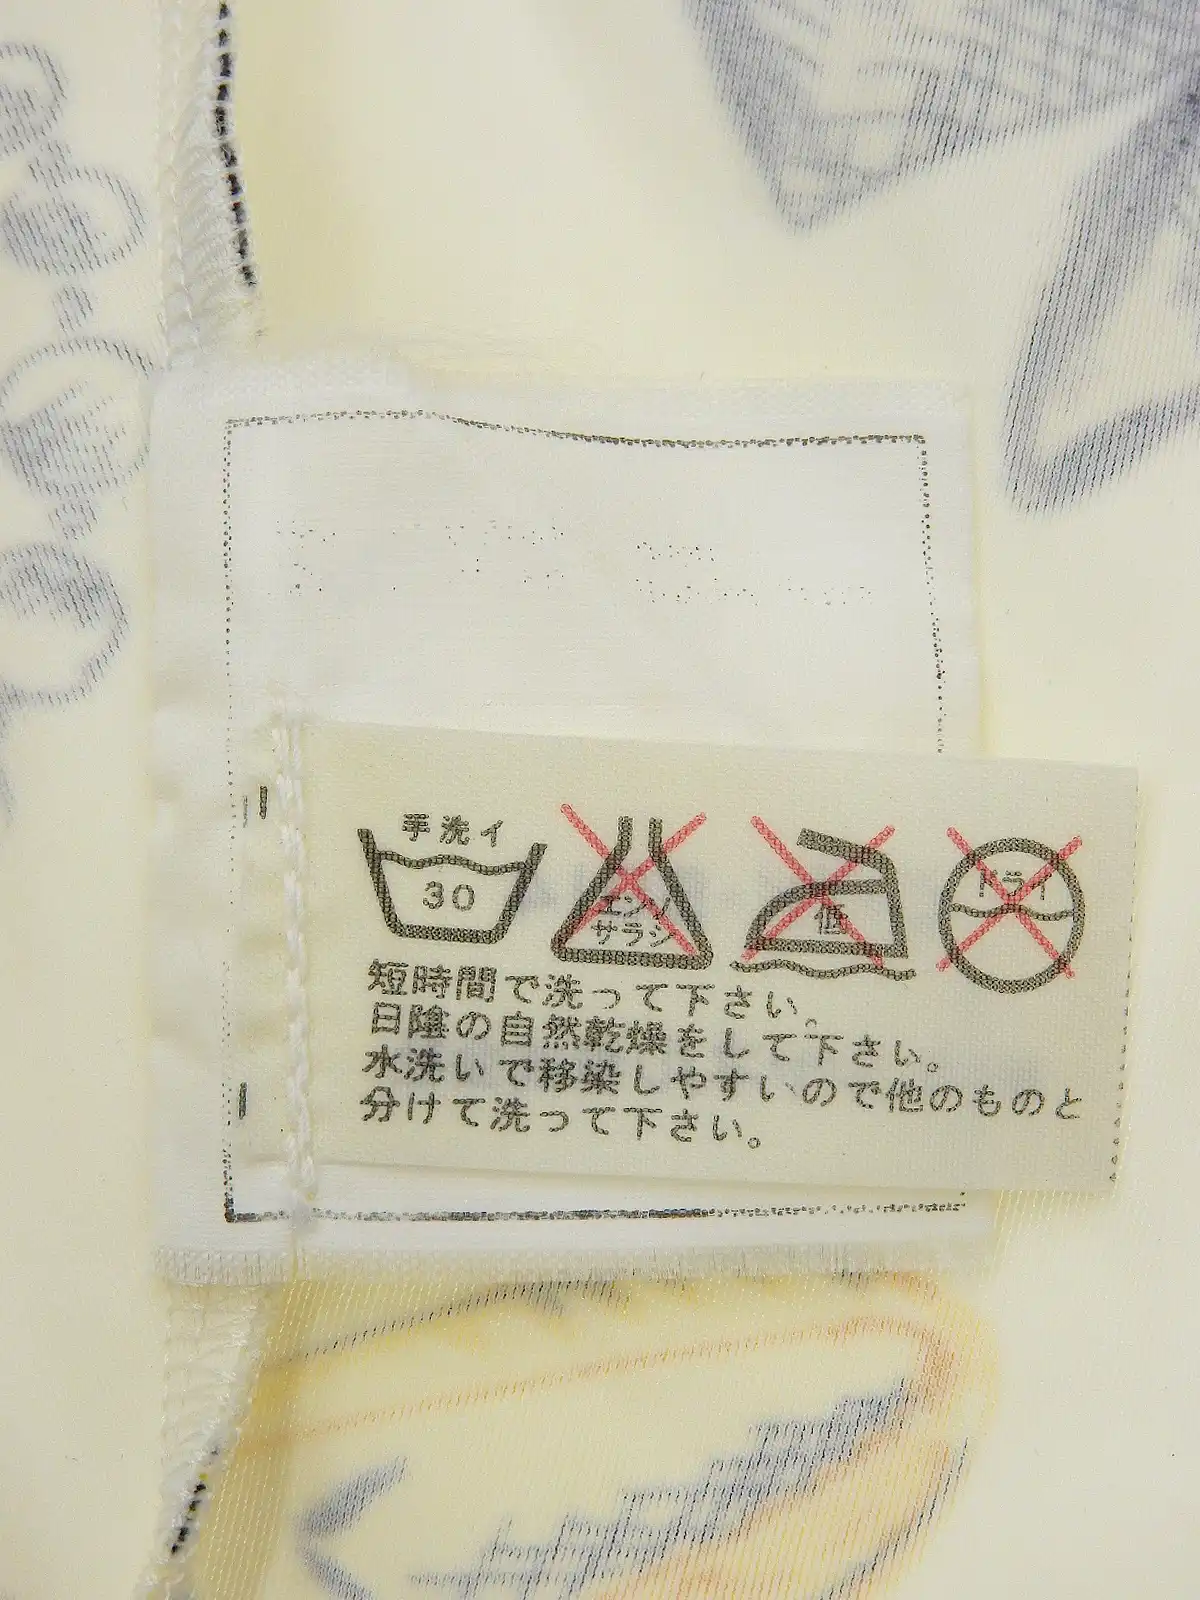 手洗イ
30
エンソ
サラシ
低
ドライ
短時間で洗って下さい。
日陰の自然乾燥をして下さい。
水洗いで移染しやすいので他のものと
分けて洗って下さい。